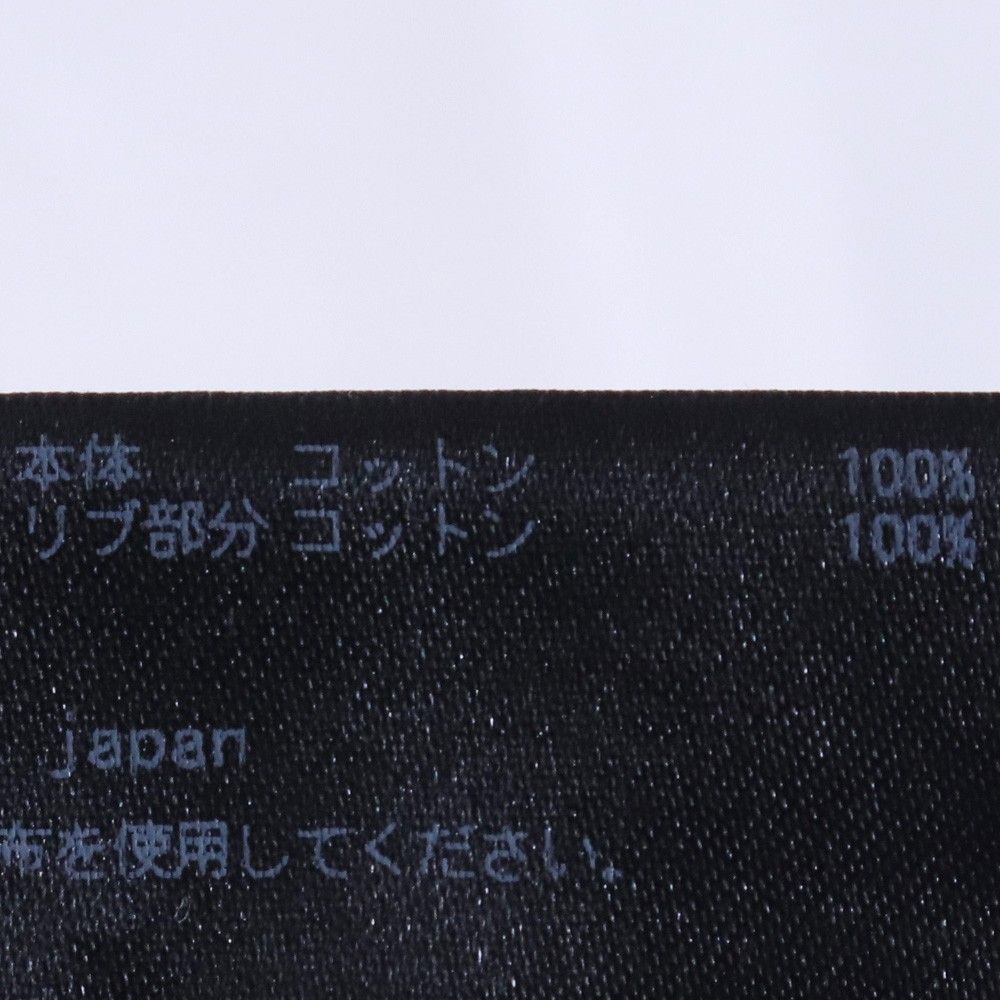 本体 コットン 100%
リブ部分 コットン 100%
japan
布を使用してください。